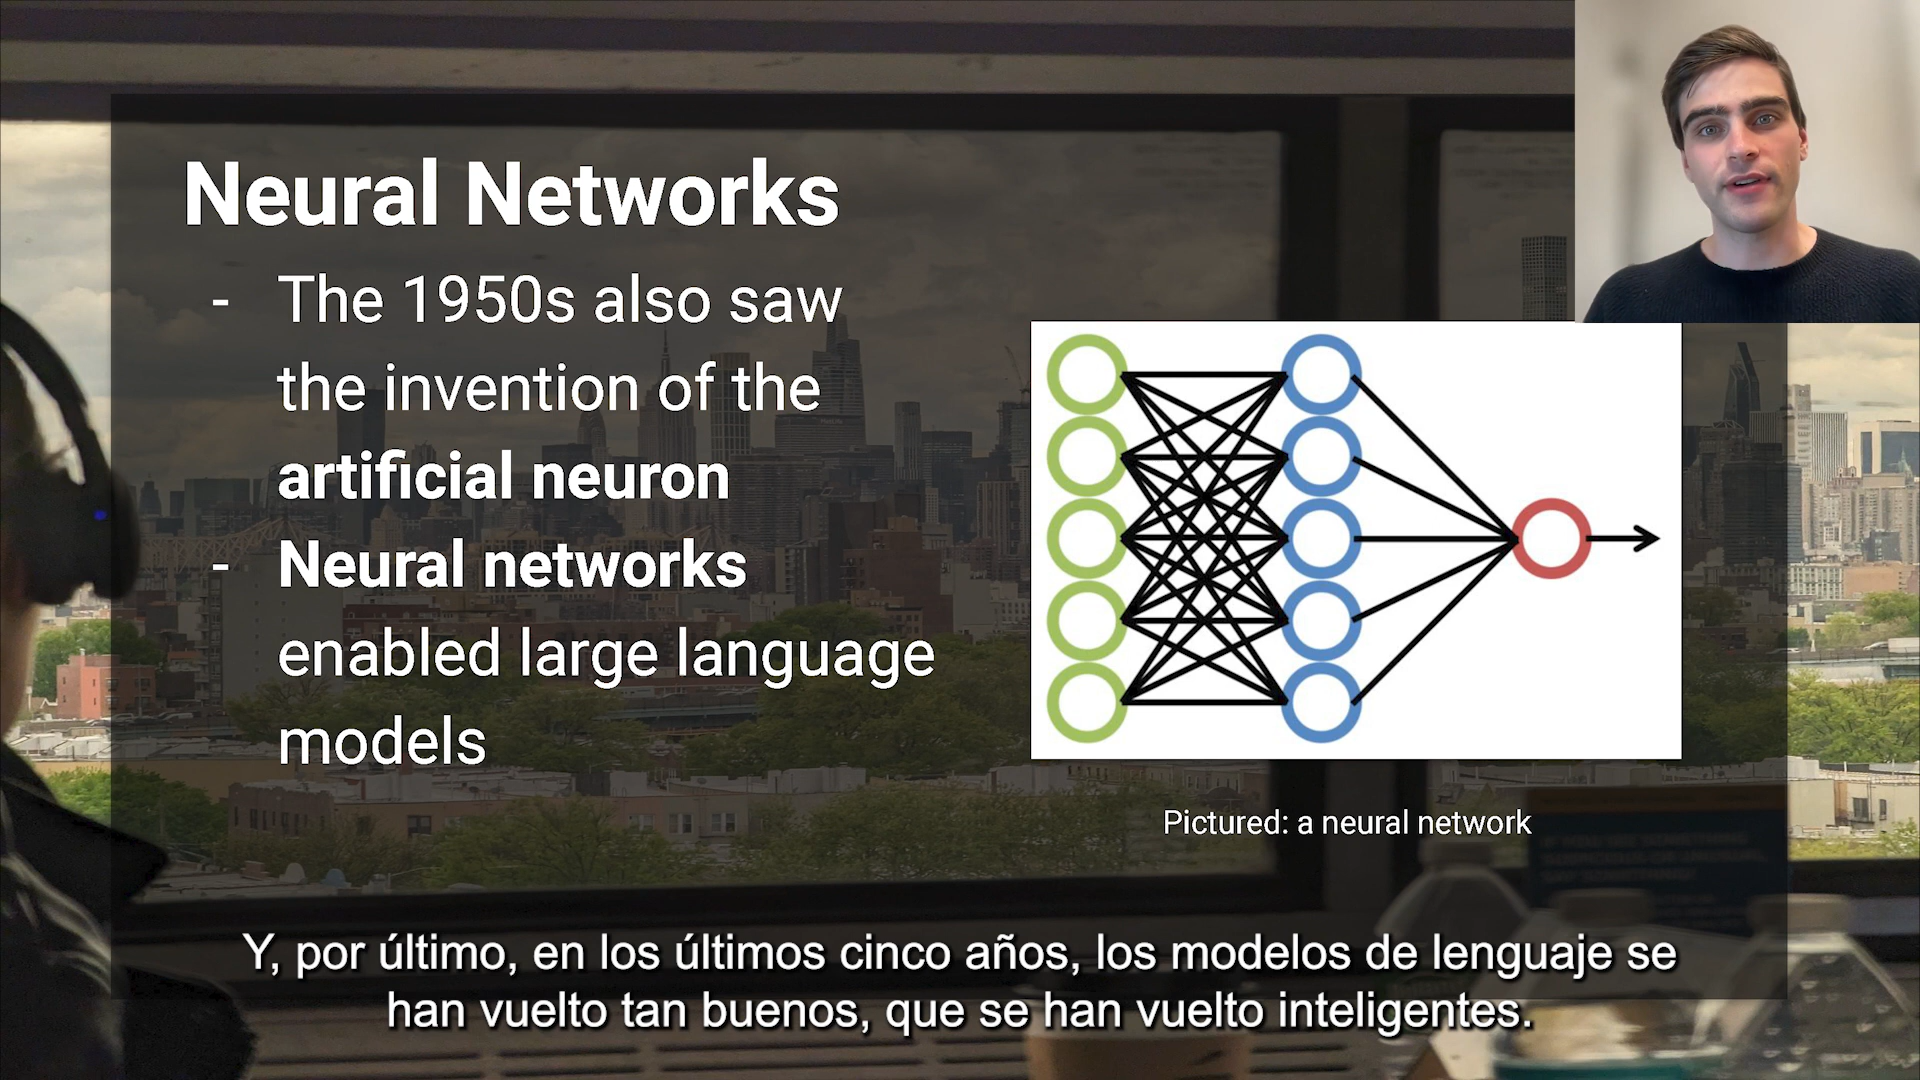 Neural Networks
- The 1950s also saw
the invention of the
artificial neuron
- Neural networks
enabled large language
models
Pictured: a neural network
Y, por último, en los últimos cinco años, los modelos de lenguaje se
han vuelto tan buenos, que se han vuelto inteligentes.